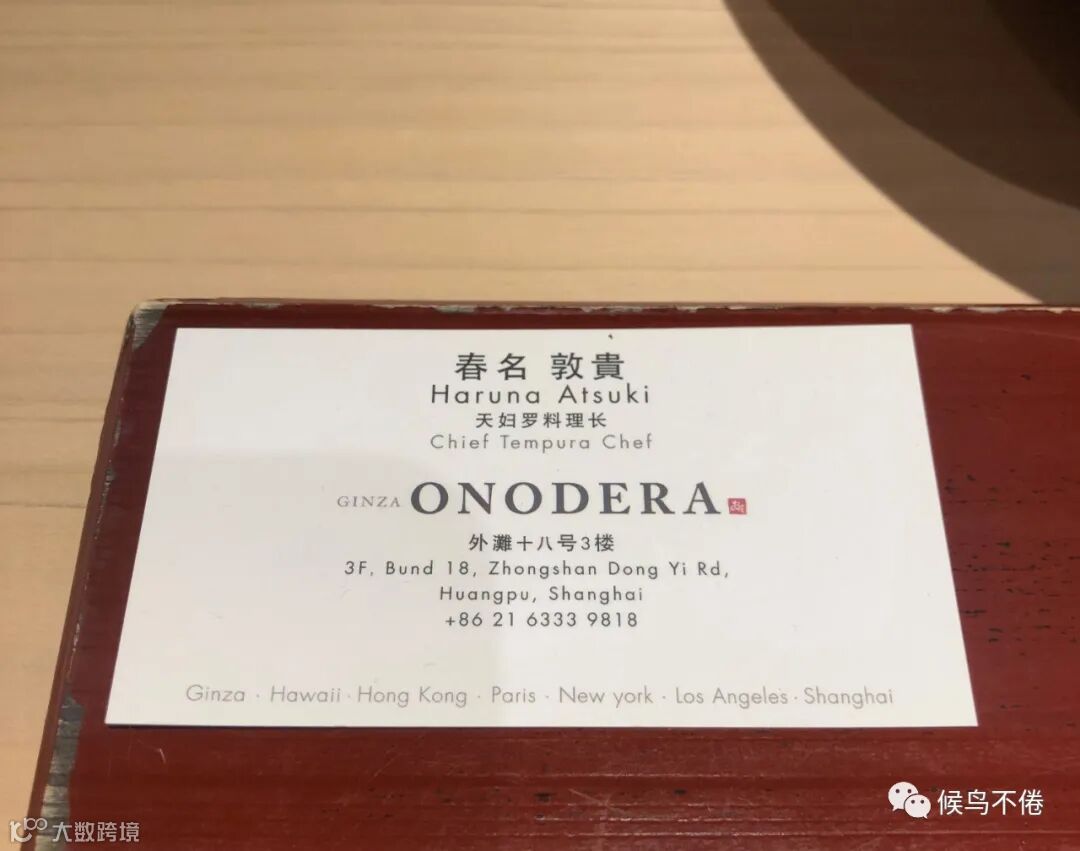 春名 敦貴
Haruna Atsuki
天妇罗料理长
Chief Tempura Chef
GINZA ONODERA
外灘十八号3楼
3F, Bund 18, Zhongshan Dong Yi Rd,
Huangpu, Shanghai
+86 21 6333 9818
Ginza · Hawaii · Hong Kong · Paris · New york · Los Angeles · Shanghai
候鸟不倦
大数跨境